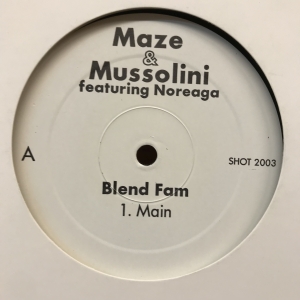 Maze
&
Mussolini
featuring Noreaga
A
SHOT 2003
Blend Fam
1. Main